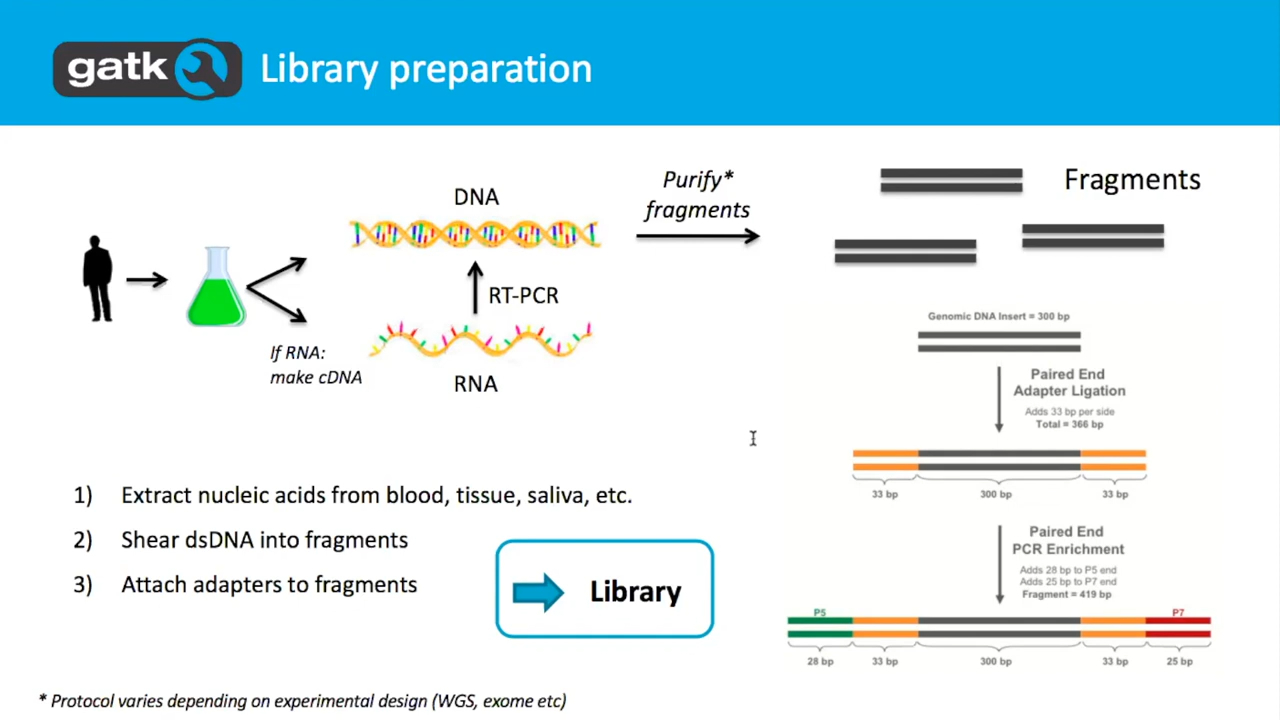 gatk
Library preparation
DNA
RT-PCR
If RNA:
make cDNA
RNA
Purify*
fragments
Fragments
Genomic DNA Insert = 300 bp
Paired End
Adapter Ligation
Adds 33 bp per side
Total = 366 bp
33 bp 300 bp 33 bp
Paired End
PCR Enrichment
Adds 28 bp to P5 end
Adds 25 bp to P7 end
Fragment = 419 bp
P5 P7
28 bp 33 bp 300 bp 33 bp 25 bp
1) Extract nucleic acids from blood, tissue, saliva, etc.
2) Shear dsDNA into fragments
3) Attach adapters to fragments
Library
* Protocol varies depending on experimental design (WGS, exome etc)